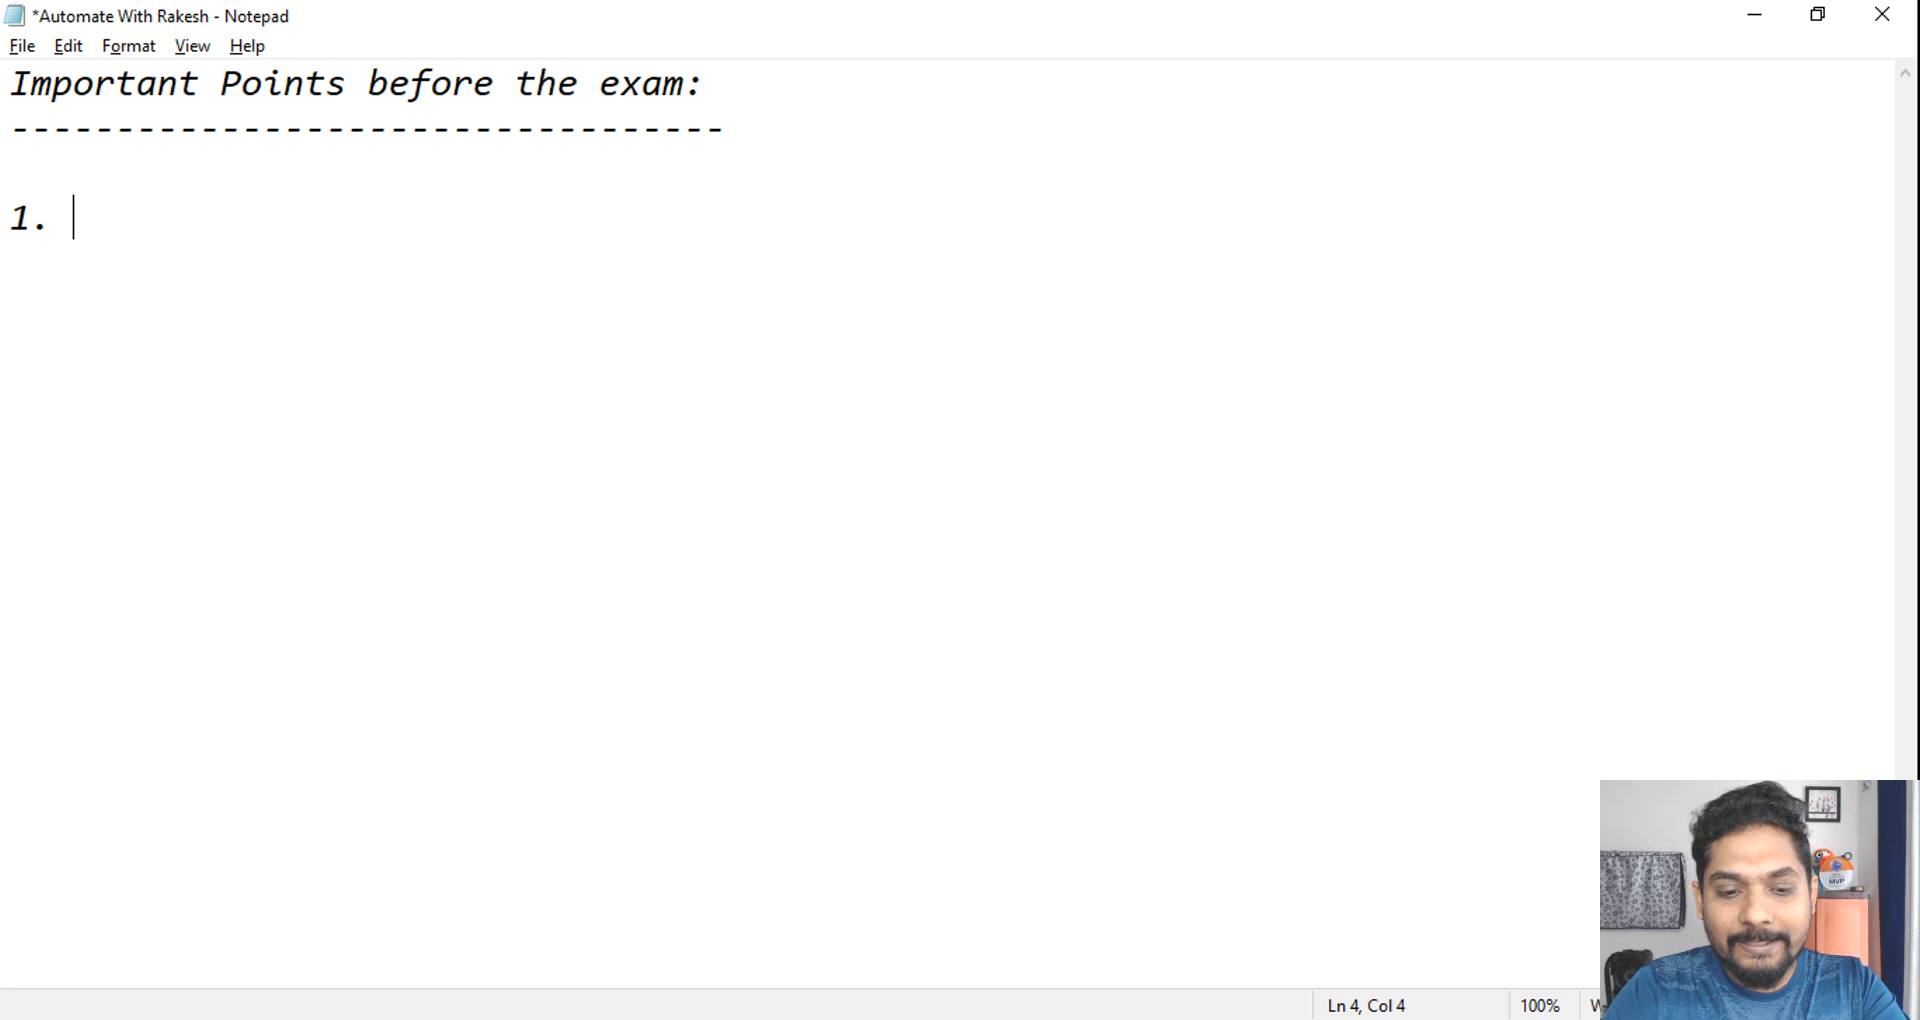 *Automate With Rakesh - Notepad
File Edit Format View Help
Important Points before the exam:
----------------------------------
1.
MVP
Ln 4, Col 4 100% W